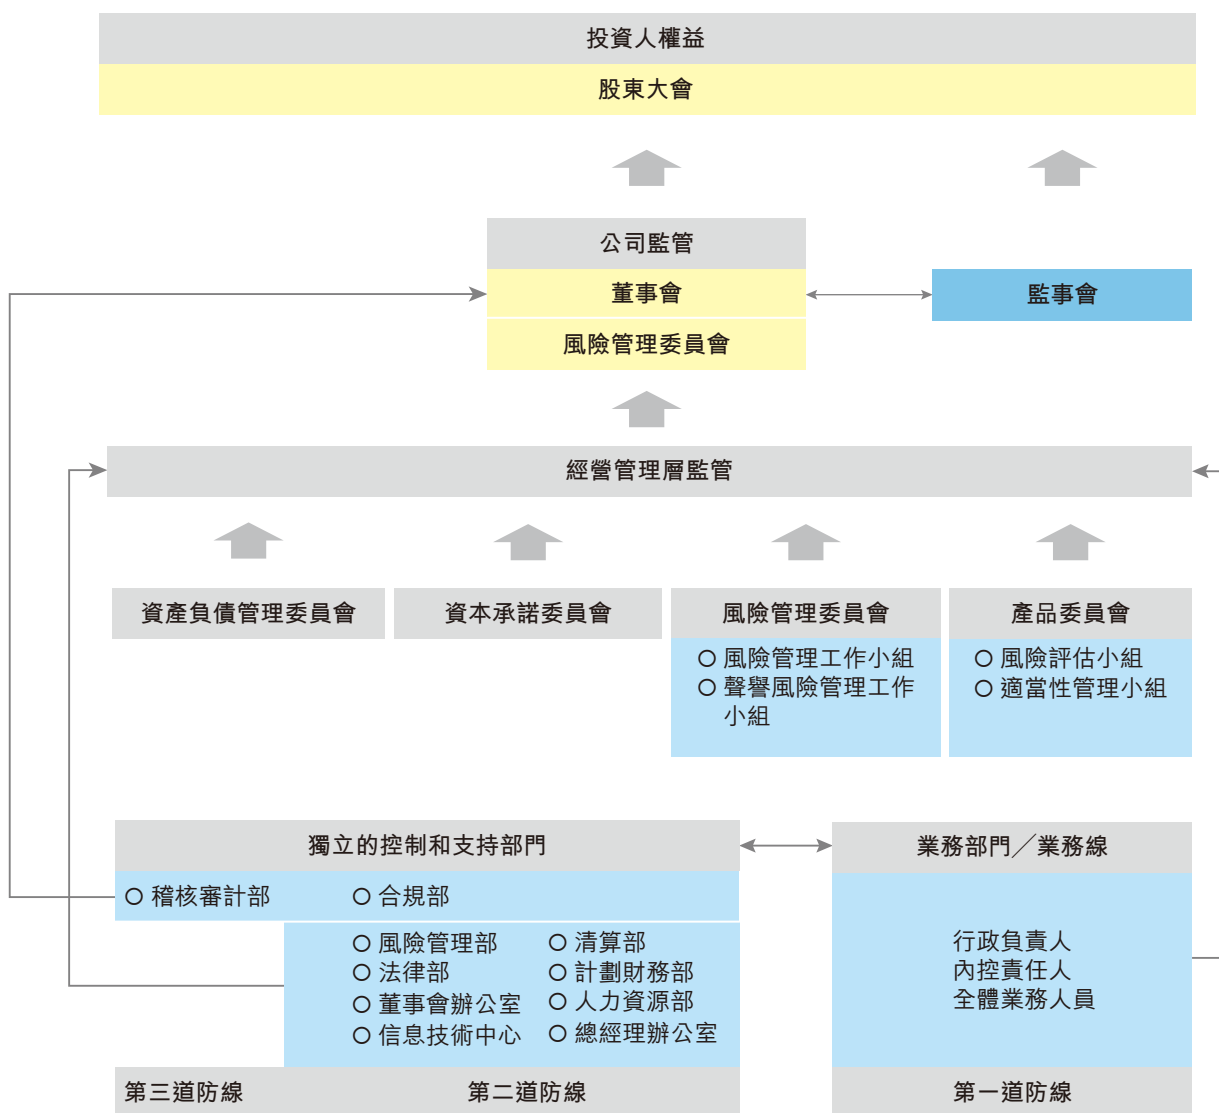 投資人權益
股東大會
公司監管
董事會
監事會
風險管理委員會
經營管理層監管
資產負債管理委員會
資本承諾委員會
風險管理委員會
○ 風險管理工作小組
○ 聲譽風險管理工作
小組
產品委員會
○ 風險評估小組
○ 適當性管理小組
獨立的控制和支持部門
○ 稽核審計部
○ 合規部
○ 風險管理部
○ 法律部
○ 董事會辦公室
○ 信息技術中心
○ 清算部
○ 計劃財務部
○ 人力資源部
○ 總經理辦公室
第三道防線
第二道防線
業務部門／業務線
行政負責人
內控責任人
全體業務人員
第一道防線